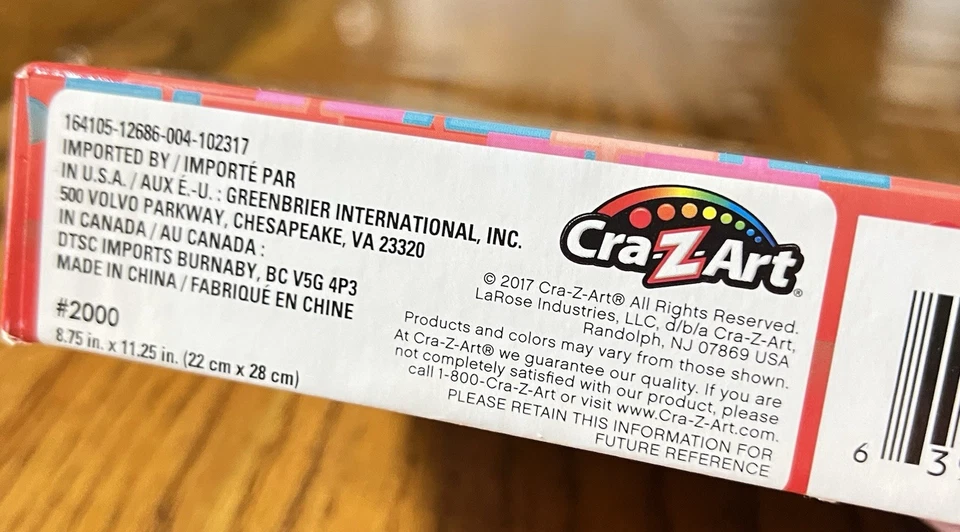 164105-12686-004-102317
IMPORTED BY / IMPORTÉ PAR
IN U.S.A. / AUX É.-U. : GREENBRIER INTERNATIONAL, INC.
500 VOLVO PARKWAY, CHESAPEAKE, VA 23320
IN CANADA / AU CANADA :
DTSC IMPORTS BURNABY, BC V5G 4P3
MADE IN CHINA / FABRIQUÉ EN CHINE
#2000
8.75 in. x 11.25 in. (22 cm x 28 cm)
Cra-Z-Art®
© 2017 Cra-Z-Art® All Rights Reserved.
LaRose Industries, LLC, d/b/a Cra-Z-Art,
Randolph, NJ 07869 USA
Products and colors may vary from those shown.
At Cra-Z-Art® we guarantee our quality. If you are
not completely satisfied with our product, please
call 1-800-Cra-Z-Art or visit www.Cra-Z-Art.com.
PLEASE RETAIN THIS INFORMATION FOR
FUTURE REFERENCE
6 3